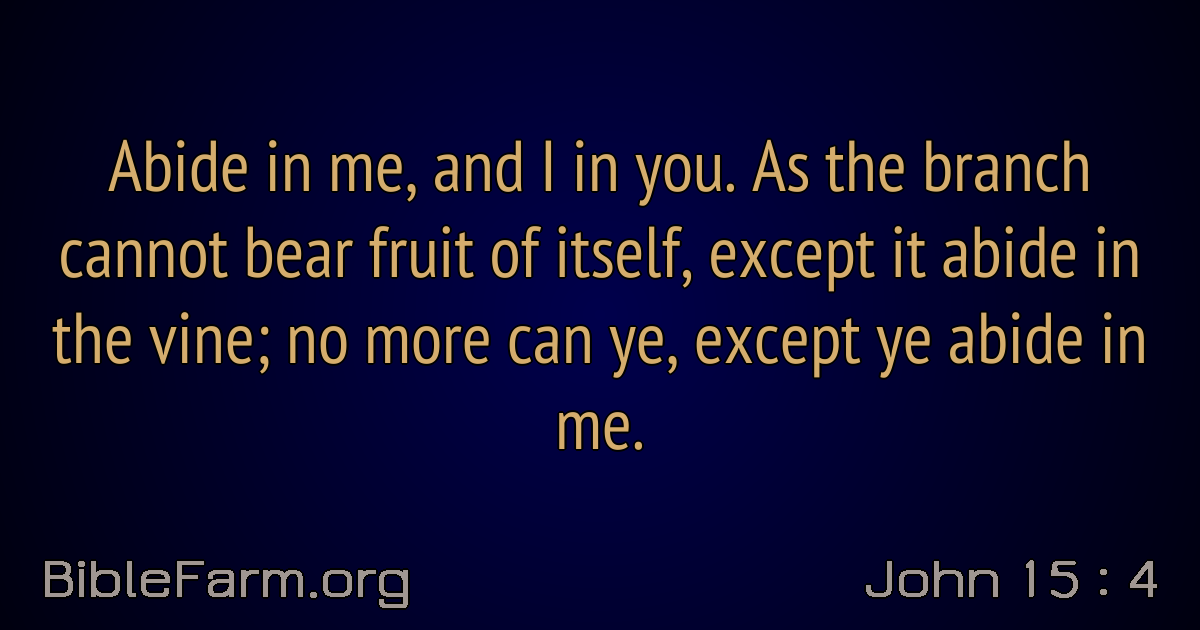 Abide in me, and I in you. As the branch
cannot bear fruit of itself, except it abide in
the vine; no more can ye, except ye abide in
me.
BibleFarm.org
John 15 : 4